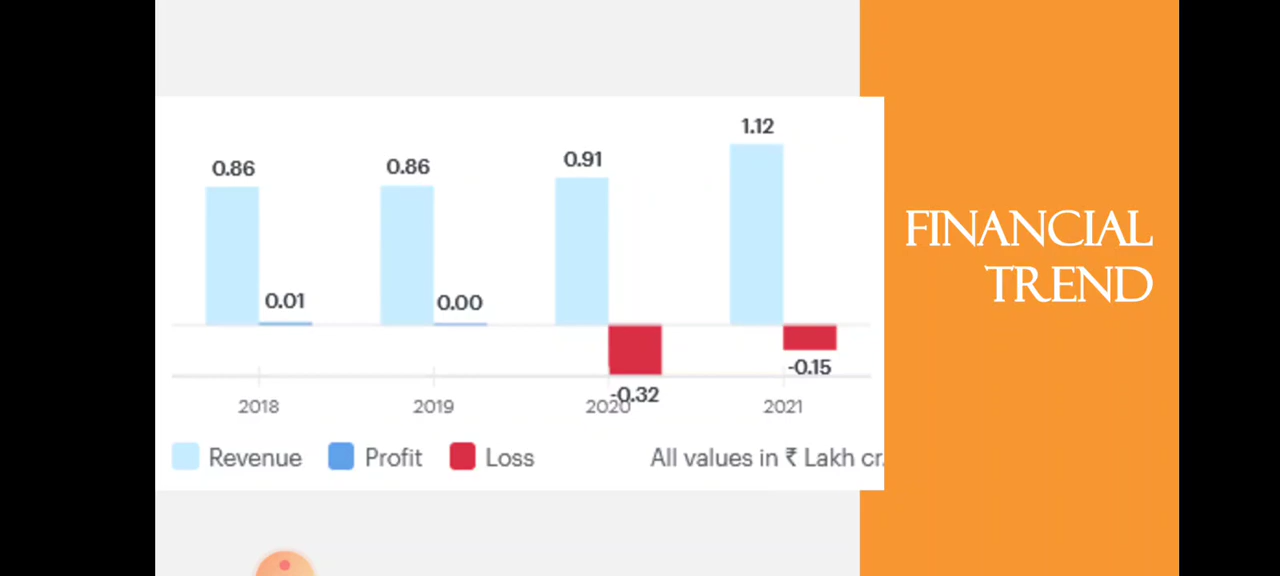 FINANCIAL
TREND
1.12
0.91
0.86
0.86
0.01
0.00
-0.15
-0.32
2018
2019
2020
2021
Revenue
Profit
Loss
All values in ₹ Lakh cr.